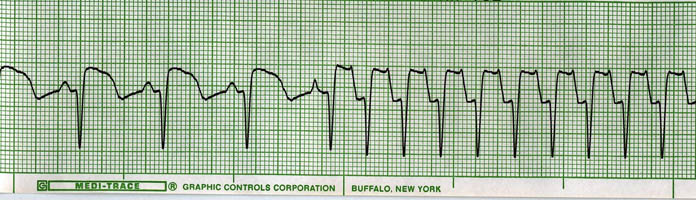 G MEDI-TRACE ® GRAPHIC CONTROLS CORPORATION BUFFALO, NEW YORK